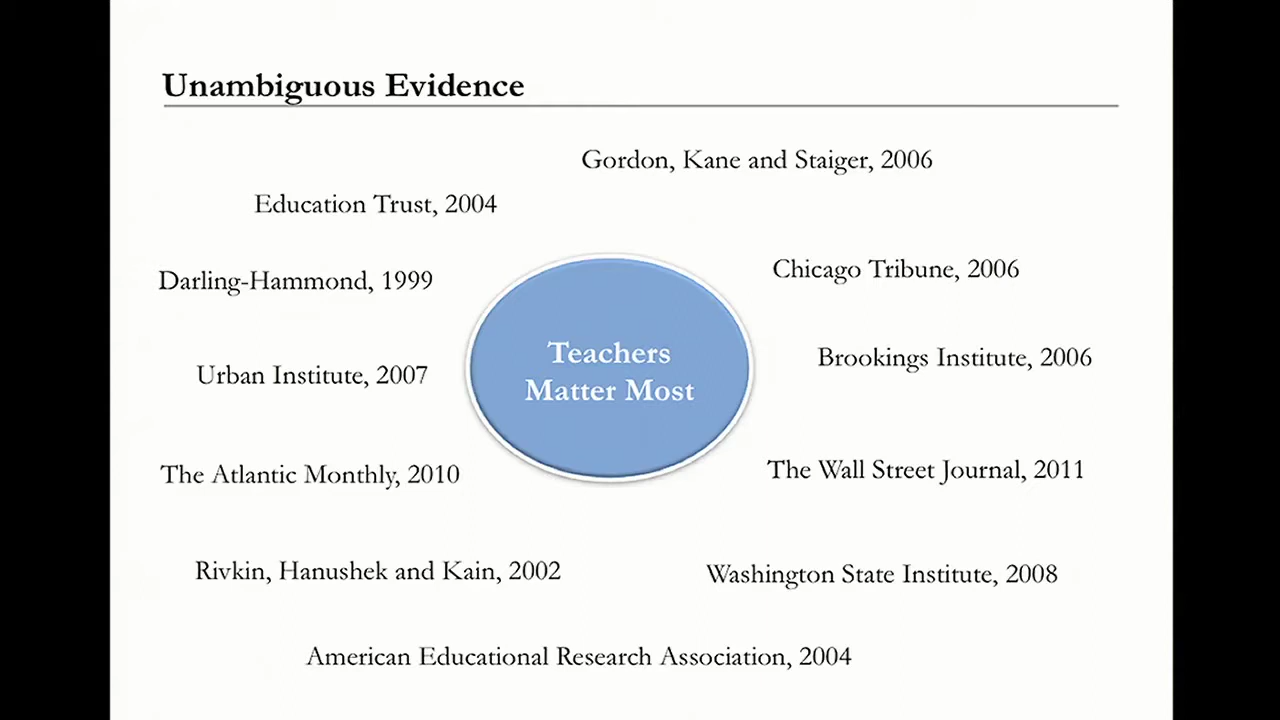 Unambiguous Evidence
Gordon, Kane and Staiger, 2006
Education Trust, 2004
Chicago Tribune, 2006
Darling-Hammond, 1999
Teachers
Matter Most
Brookings Institute, 2006
Urban Institute, 2007
The Wall Street Journal, 2011
The Atlantic Monthly, 2010
Rivkin, Hanushek and Kain, 2002
Washington State Institute, 2008
American Educational Research Association, 2004